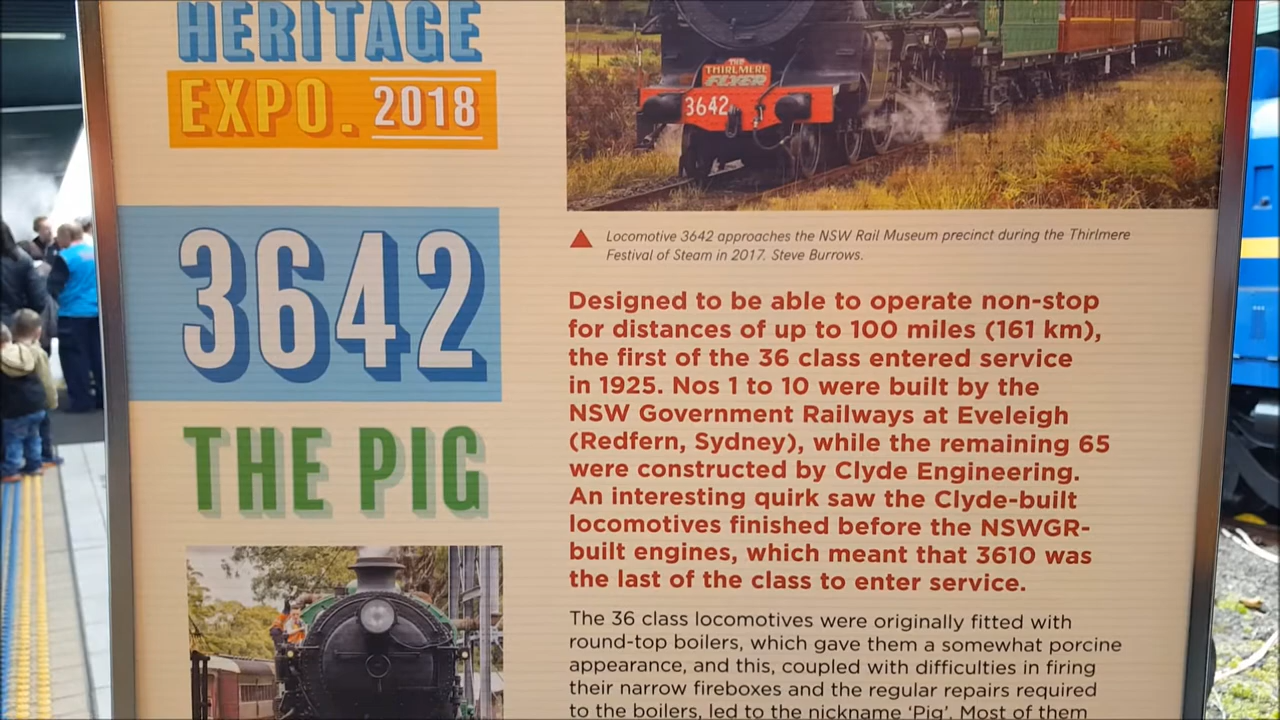 HERITAGE
EXPO. 2018
3642
THE PIG
THE
THIRLMERE
FLYER
3642
Locomotive 3642 approaches the NSW Rail Museum precinct during the Thirlmere
Festival of Steam in 2017. Steve Burrows.
Designed to be able to operate non-stop
for distances of up to 100 miles (161 km),
the first of the 36 class entered service
in 1925. Nos 1 to 10 were built by the
NSW Government Railways at Eveleigh
(Redfern, Sydney), while the remaining 65
were constructed by Clyde Engineering.
An interesting quirk saw the Clyde-built
locomotives finished before the NSWGR-
built engines, which meant that 3610 was
the last of the class to enter service.
The 36 class locomotives were originally fitted with
round-top boilers, which gave them a somewhat porcine
appearance, and this, coupled with difficulties in firing
their narrow fireboxes and the regular repairs required
to the boilers, led to the nickname ‘Pig’. Most of them